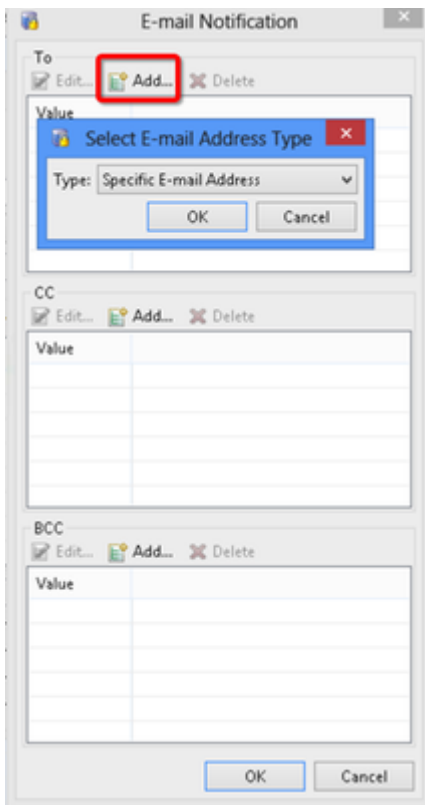 E-mail Notification
To
Edit... Add... Delete
Value
Select E-mail Address Type
Type: Specific E-mail Address
OK Cancel
CC
Edit... Add... Delete
Value
BCC
Edit... Add... Delete
Value
OK Cancel